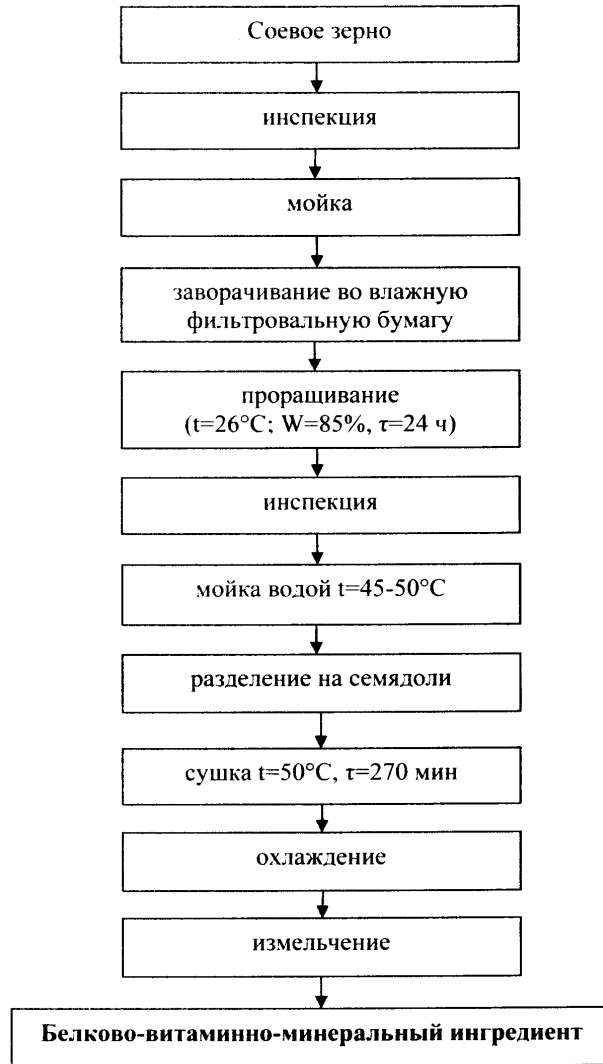 Соевое зерно
инспекция
мойка
заворачивание во влажную
фильтровальную бумагу
проращивание
(t=26°C; W=85%, τ=24 ч)
инспекция
мойка водой t=45-50°C
разделение на семядоли
сушка t=50°C, τ=270 мин
охлаждение
измельчение
Белково-витаминно-минеральный ингредиент